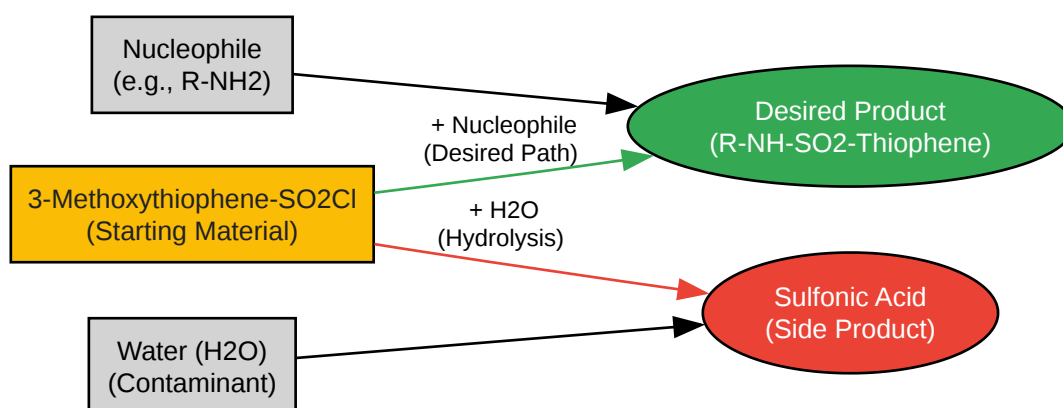 Nucleophile
(e.g., R-NH2)
Desired Product
(R-NH-SO2-Thiophene)
+ Nucleophile
(Desired Path)
3-Methoxythiophene-SO2Cl
(Starting Material)
+ H2O
(Hydrolysis)
Sulfonic Acid
(Side Product)
Water (H2O)
(Contaminant)